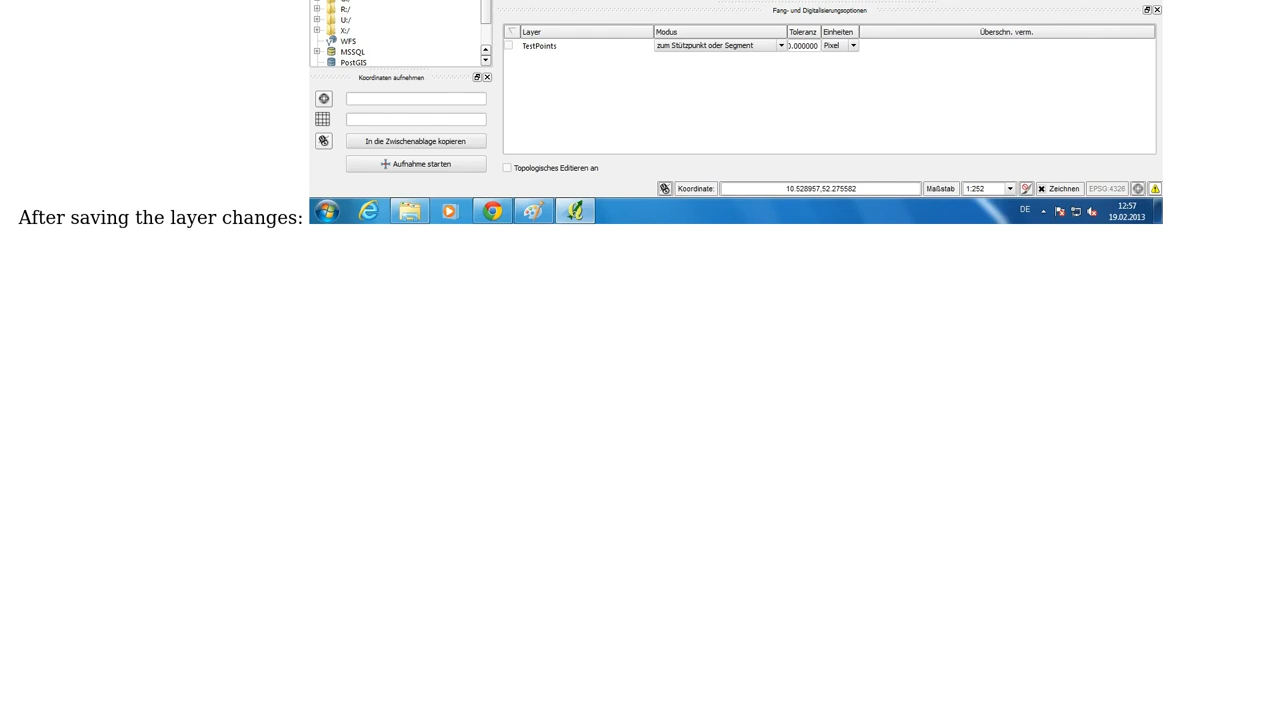 R:/
U:/
X:/
WFS
MSSQL
PostGIS
Koordinaten aufnehmen
In die Zwischenablage kopieren
Aufnahme starten
Fang- und Digitalisierungsoptionen
Layer Modus Toleranz Einheiten Überschn. verm.
TestPoints zum Stützpunkt oder Segment 0.000000 Pixel
Topologisches Editieren an
Koordinate: 10.528957,52.275582 Maßstab 1:252 Zeichnen EPSG:4326
After saving the layer changes:
DE 12:57
19.02.2013